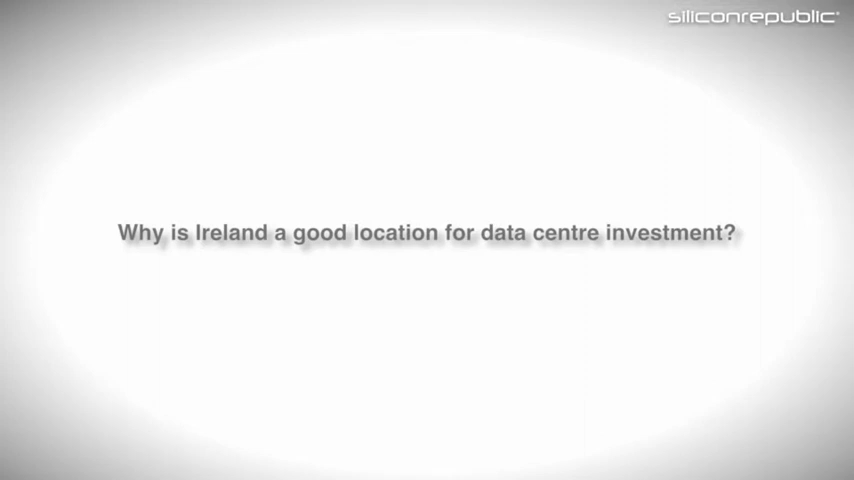 siliconrepublic
Why is Ireland a good location for data centre investment?